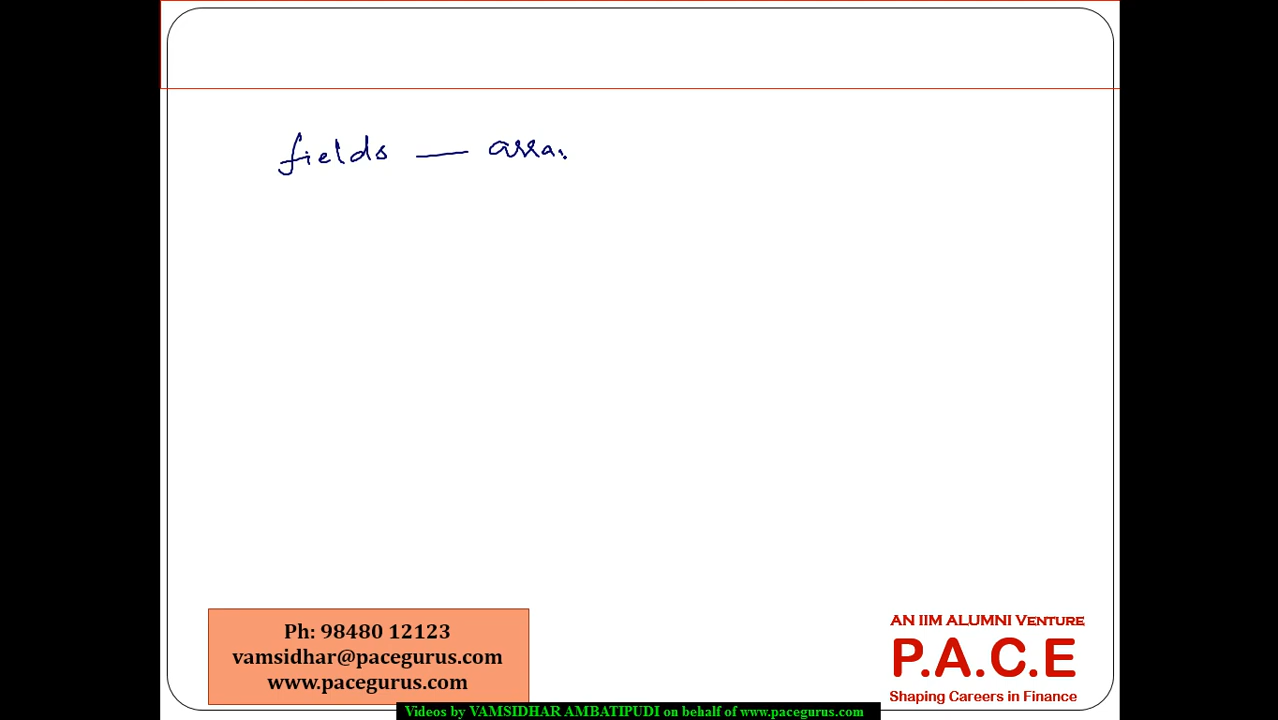 fields — arra
AN IIM ALUMNI VENTURE
P.A.C.E
Shaping Careers in Finance
Ph: 98480 12123
vamsidhar@pacegurus.com
www.pacegurus.com
Videos by VAMSIDHAR AMBATIPUDI on behalf of www.pacegurus.com